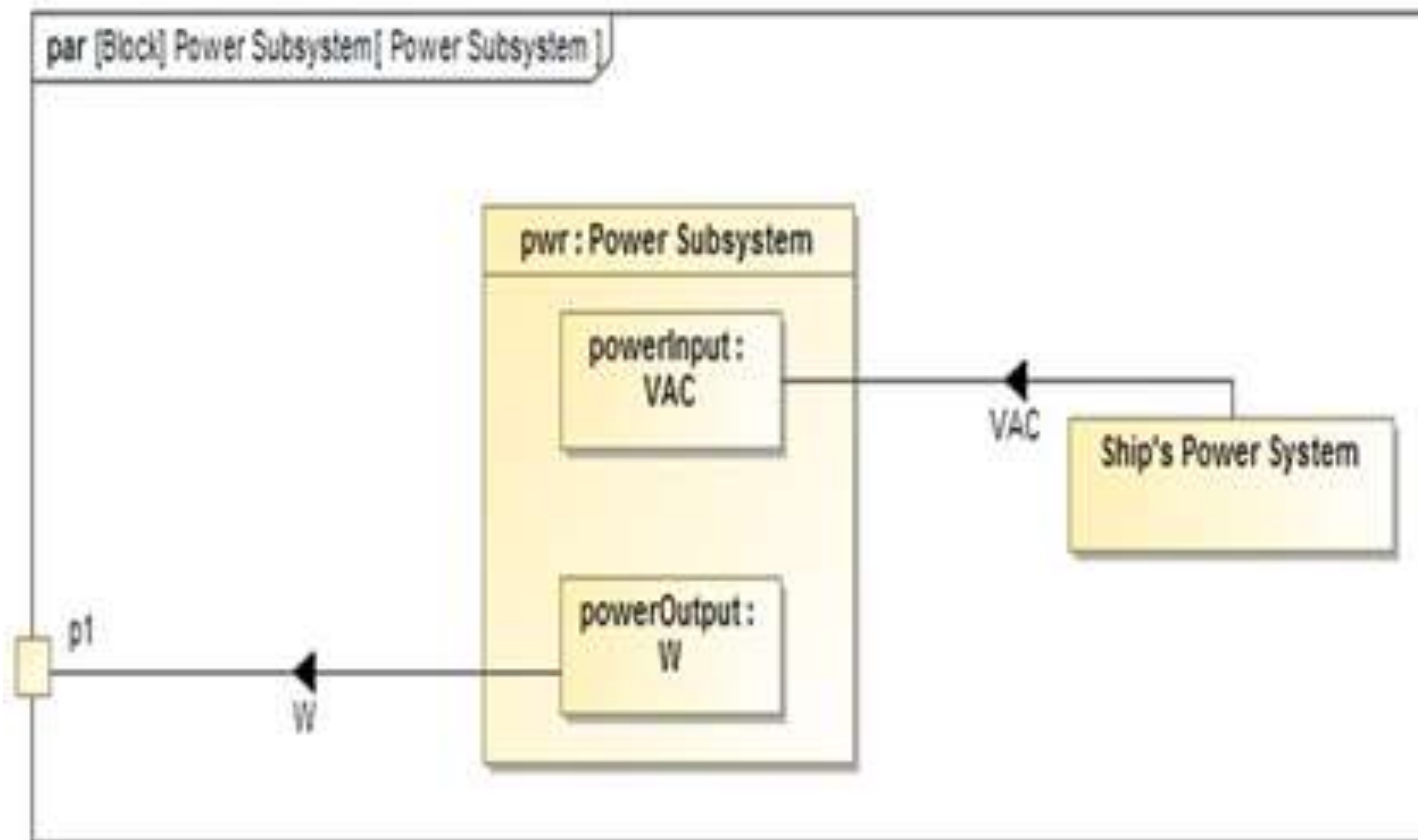 par [Block] Power Subsystem[ Power Subsystem ]
pwr : Power Subsystem
powerInput :
VAC
VAC
Ship's Power System
powerOutput :
W
p1
W